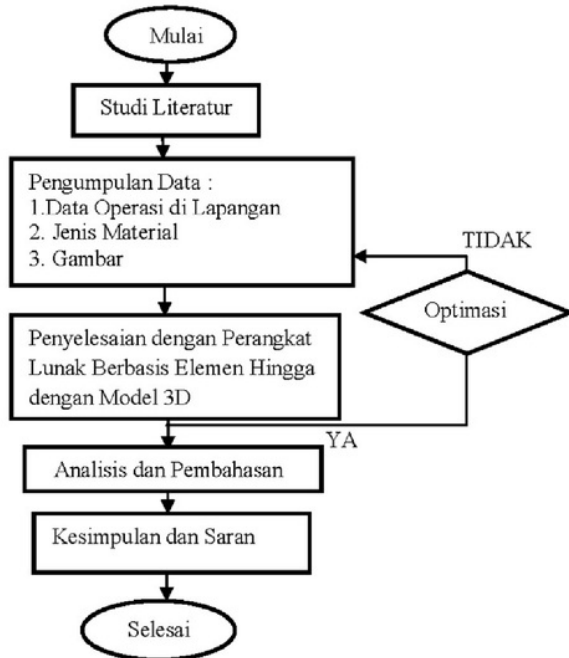 Mulai
Studi Literatur
Pengumpulan Data :
1.Data Operasi di Lapangan
2. Jenis Material
3. Gambar
TIDAK
Optimasi
Penyelesaian dengan Perangkat
Lunak Berbasis Elemen Hingga
dengan Model 3D
YA
Analisis dan Pembahasan
Kesimpulan dan Saran
Selesai